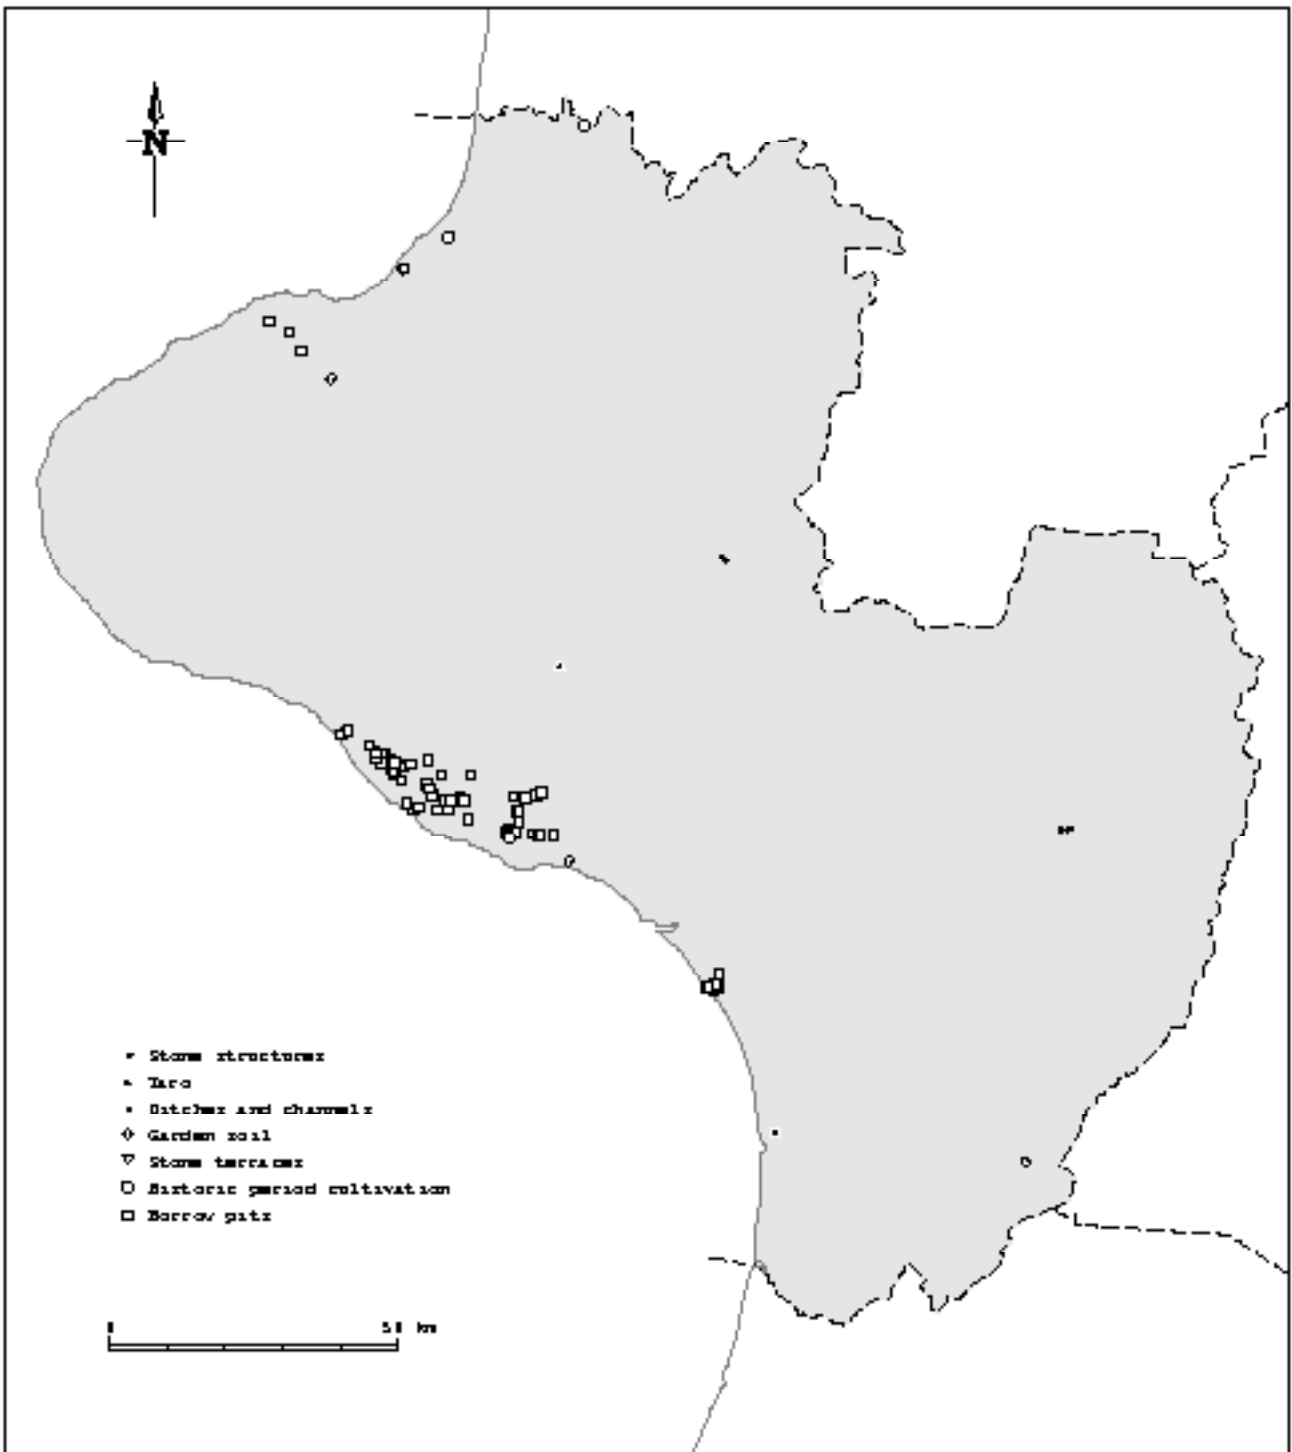 N
Stone structures
Taro
Ditches and channels
Garden soil
Stone terraces
Historic period cultivation
Borrow pits
0 50 km